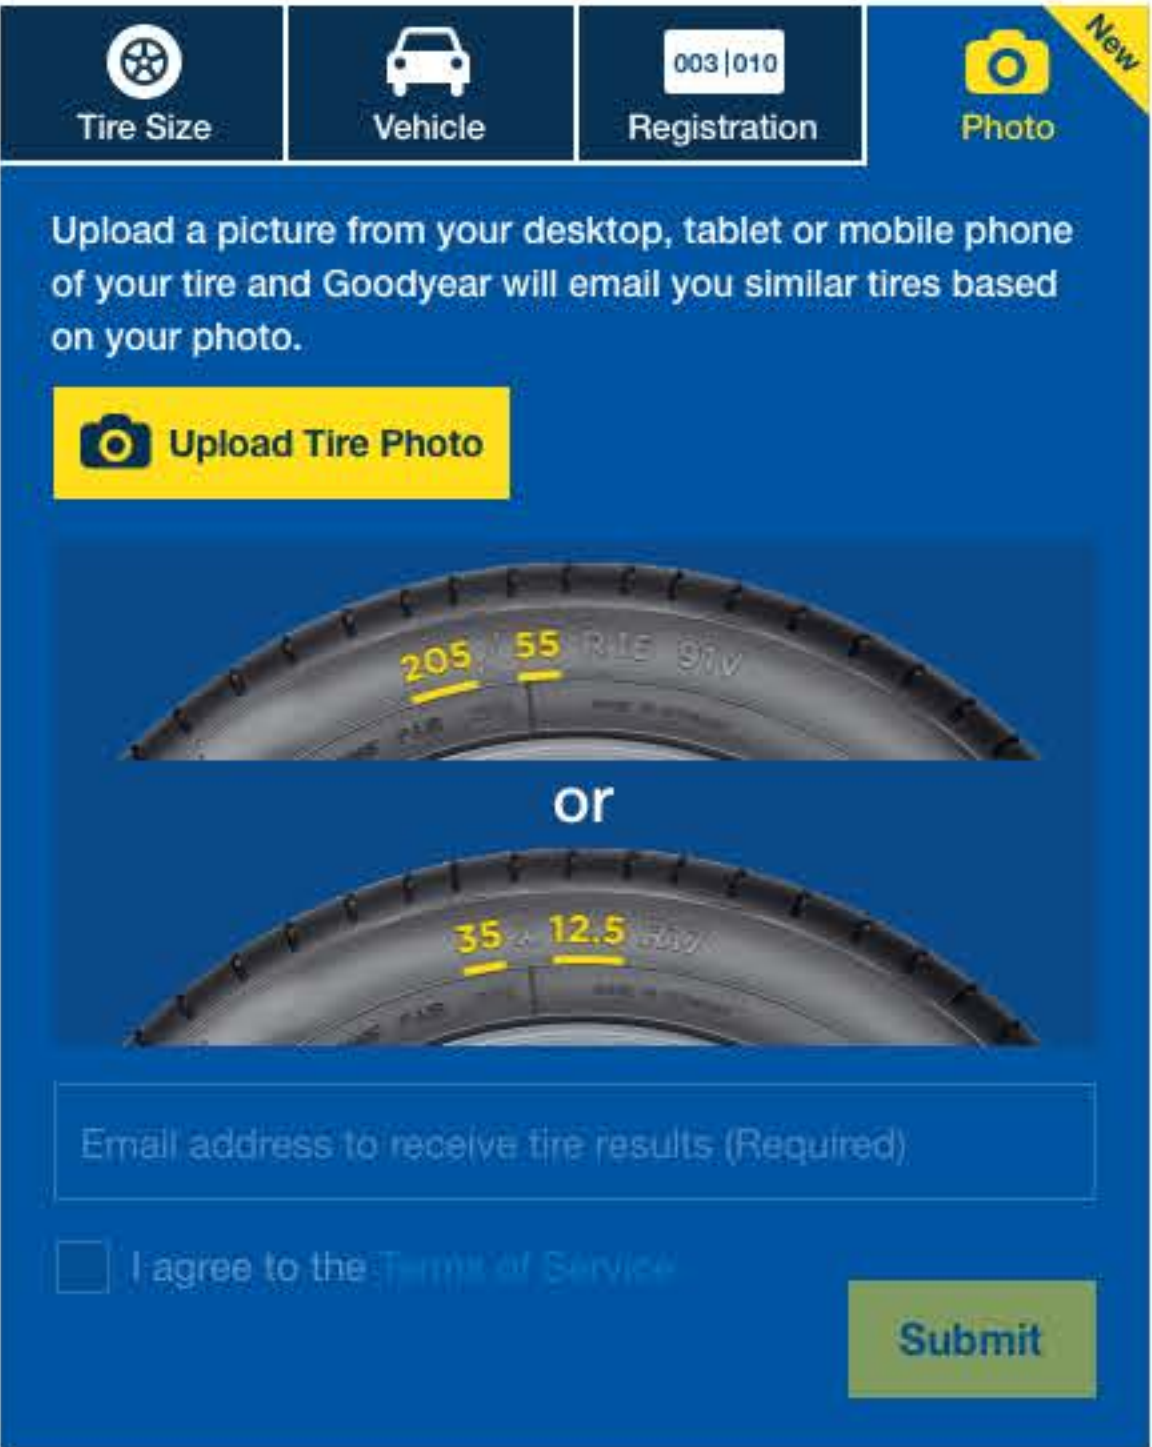 Tire Size
Vehicle
003|010
Registration
Photo
New
Upload a picture from your desktop, tablet or mobile phone
of your tire and Goodyear will email you similar tires based
on your photo.
Upload Tire Photo
205 55 R16 91V
or
35 12.5
Email address to receive tire results (Required)
I agree to the Terms of Service
Submit